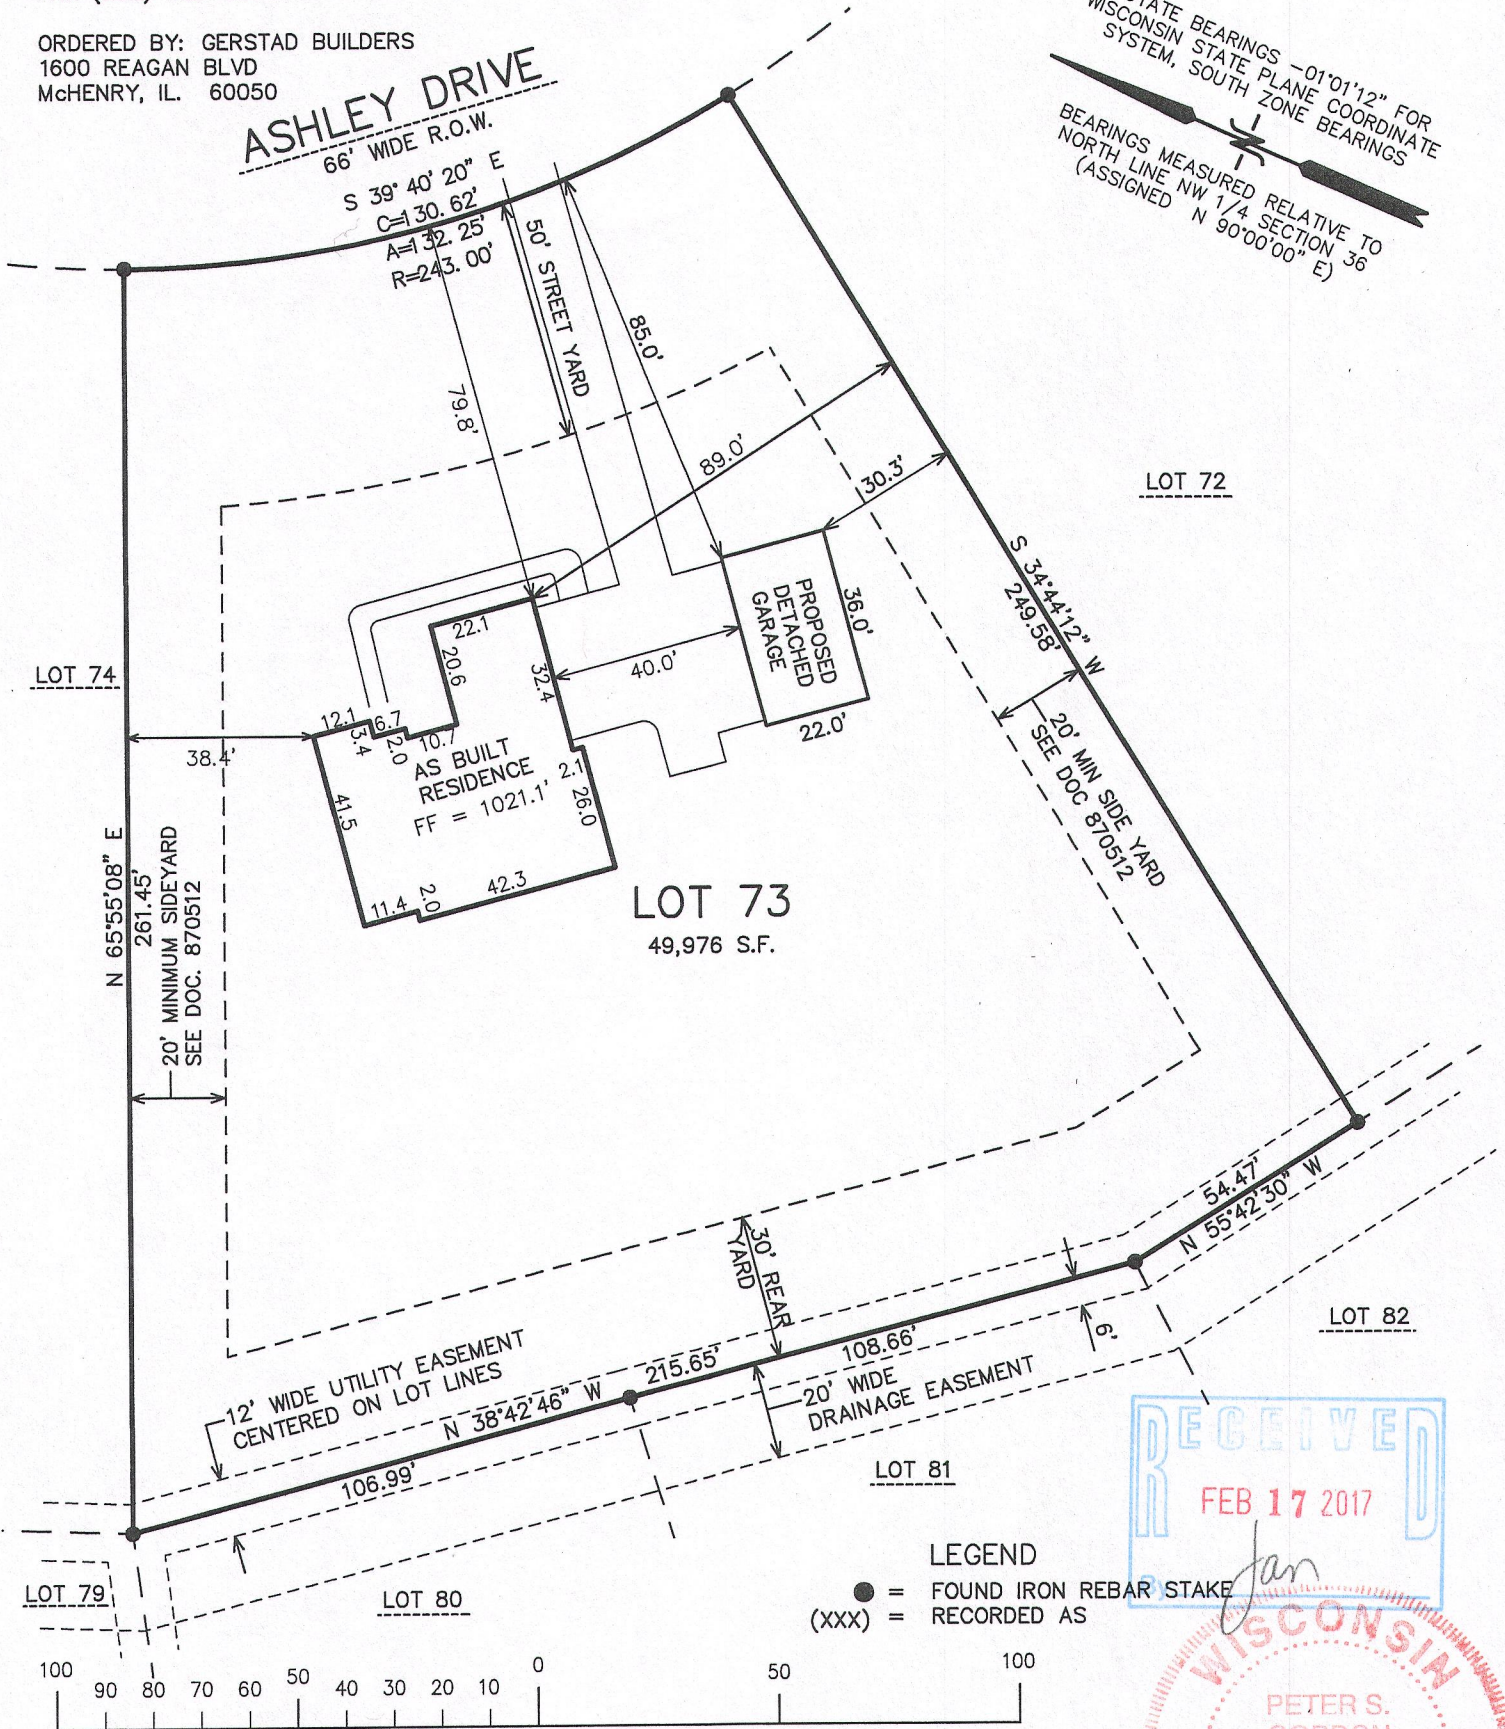 ORDERED BY: GERSTAD BUILDERS
1600 REAGAN BLVD
McHENRY, IL. 60050
ASHLEY DRIVE
66' WIDE R.O.W.
S 39° 40' 20" E
C=130.62'
A=132.25'
R=243.00'
BEARINGS -01°01'12" FOR
WISCONSIN STATE PLANE COORDINATE
SYSTEM, SOUTH ZONE BEARINGS
N
BEARINGS MEASURED RELATIVE TO
NORTH LINE NW 1/4 SECTION 36
(ASSIGNED N 90°00'00" E)
50' STREET YARD
85.0'
79.8'
89.0'
30.3'
LOT 72
S 34°44'12" W
249.58'
PROPOSED
DETACHED
GARAGE
36.0'
22.0'
40.0'
22.1
20.6
32.4
LOT 74
12.1
3.4
6.7
2.0
10.7
38.4'
AS BUILT
RESIDENCE
FF = 1021.1'
2.1
26.0
41.5
11.4
2.0
42.3
20' MIN SIDE YARD
SEE DOC 870512
LOT 73
49,976 S.F.
N 65°55'08" E
261.45'
20' MINIMUM SIDEYARD
SEE DOC. 870512
54.47'
N 55°42'30" W
30' REAR
YARD
6'
LOT 82
12' WIDE UTILITY EASEMENT
CENTERED ON LOT LINES
N 38°42'46" W
215.65'
108.66'
20' WIDE
DRAINAGE EASEMENT
106.99'
LOT 81
RECEIVED
FEB 17 2017
By Jan
LEGEND
● = FOUND IRON REBAR STAKE
(XXX) = RECORDED AS
LOT 79
LOT 80
100 90 80 70 60 50 40 30 20 10 0 50 100
WISCONSIN
PETER S.